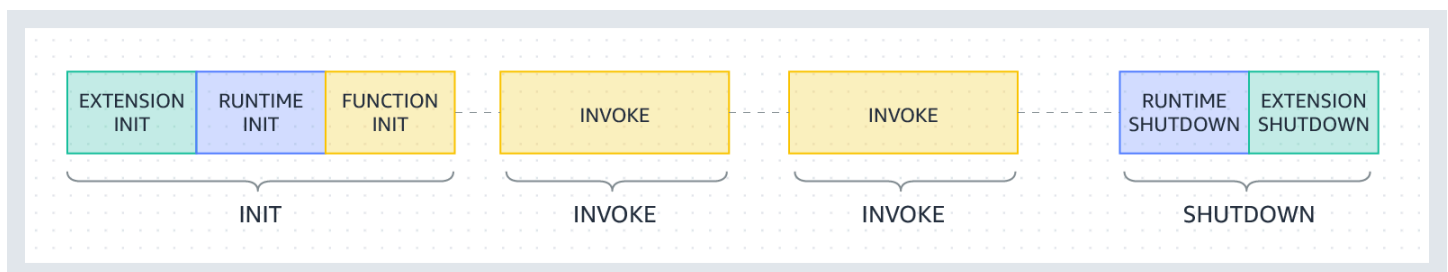 EXTENSION
INIT
RUNTIME
INIT
FUNCTION
INIT
INVOKE
INVOKE
RUNTIME
SHUTDOWN
EXTENSION
SHUTDOWN
INIT
INVOKE
INVOKE
SHUTDOWN